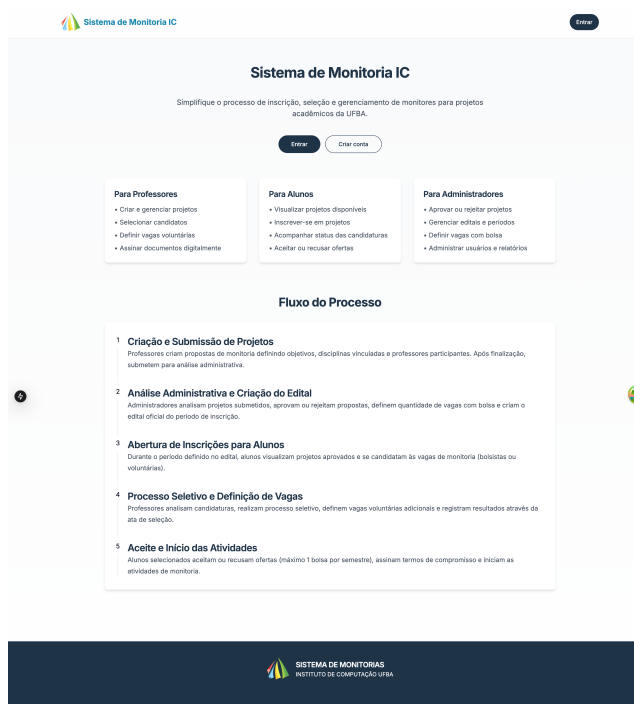 Sistema de Monitoria IC
Entrar
Sistema de Monitoria IC
Simplifique o processo de inscrição, seleção e gerenciamento de monitores para projetos
acadêmicos da UFBA.
Entrar
Criar conta
Para Professores
• Criar e gerenciar projetos
• Selecionar candidatos
• Definir vagas voluntárias
• Assinar documentos digitalmente
Para Alunos
• Visualizar projetos disponíveis
• Inscrever-se em projetos
• Acompanhar status das candidaturas
• Aceitar ou recusar ofertas
Para Administradores
• Aprovar ou rejeitar projetos
• Gerenciar editais e períodos
• Definir vagas com bolsa
• Administrar usuários e relatórios
Fluxo do Processo
1
Criação e Submissão de Projetos
Professores criam propostas de monitoria definindo objetivos, disciplinas vinculadas e professores participantes. Após finalização,
submetem para análise administrativa.
2
Análise Administrativa e Criação do Edital
Administradores analisam projetos submetidos, aprovam ou rejeitam propostas, definem quantidade de vagas com bolsa e criam o
edital oficial do período de inscrição.
3
Abertura de Inscrições para Alunos
Durante o período definido no edital, alunos visualizam projetos aprovados e se candidatam às vagas de monitoria (bolsistas ou
voluntárias).
4
Processo Seletivo e Definição de Vagas
Professores analisam candidaturas, realizam processo seletivo, definem vagas voluntárias adicionais e registram resultados através da
ata de seleção.
5
Aceite e Início das Atividades
Alunos selecionados aceitam ou recusam ofertas (máximo 1 bolsa por semestre), assinam termos de compromisso e iniciam as
atividades de monitoria.
SISTEMA DE MONITORIAS
INSTITUTO DE COMPUTAÇÃO UFBA